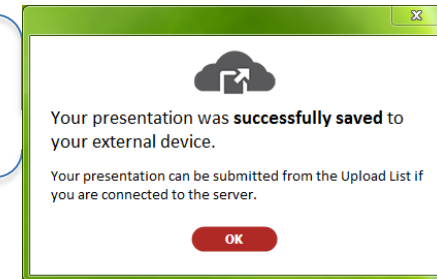 Your presentation was successfully saved to
your external device.
Your presentation can be submitted from the Upload List if
you are connected to the server.
OK